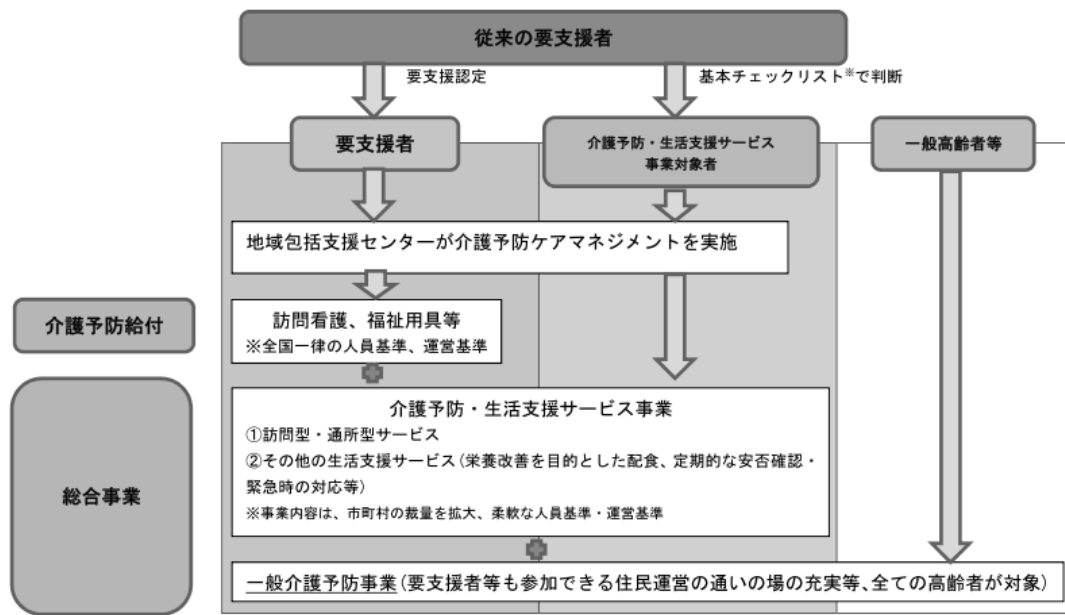 従来の要支援者
要支援認定
基本チェックリスト※で判断
要支援者
介護予防・生活支援サービス
事業対象者
一般高齢者等
地域包括支援センターが介護予防ケアマネジメントを実施
介護予防給付
訪問看護、福祉用具等
※全国一律の人員基準、運営基準
総合事業
介護予防・生活支援サービス事業
①訪問型・通所型サービス
②その他の生活支援サービス(栄養改善を目的とした配食、定期的な安否確認・
緊急時の対応等)
※事業内容は、市町村の裁量を拡大、柔軟な人員基準・運営基準
一般介護予防事業(要支援者等も参加できる住民運営の通いの場の充実等、全ての高齢者が対象)